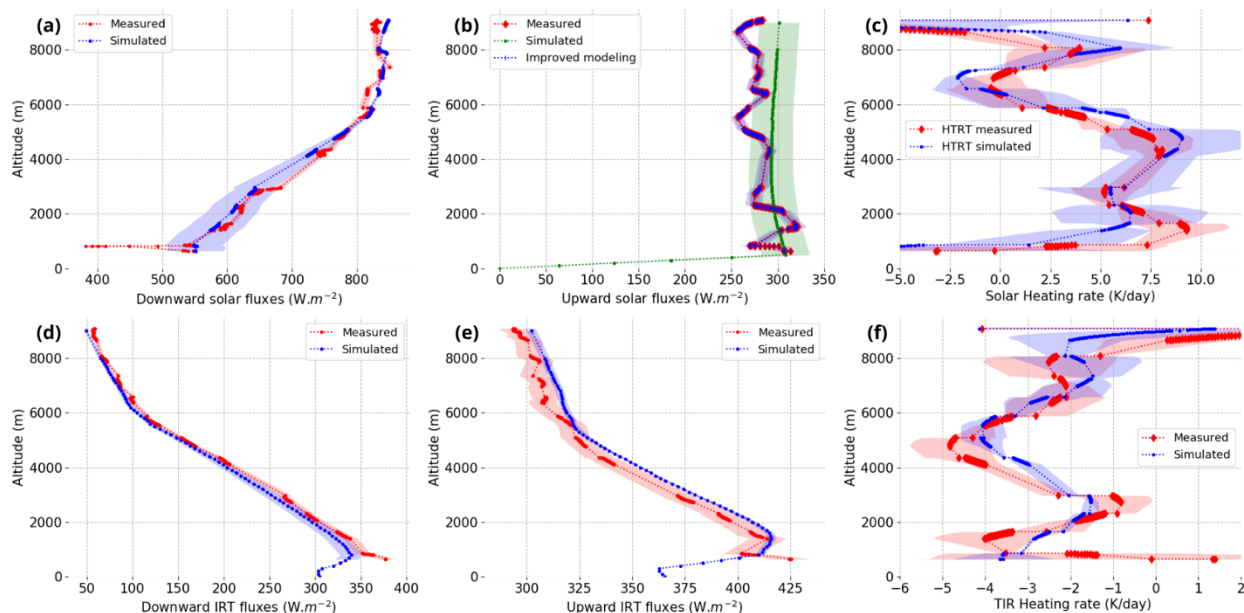 (a)
Measured
Simulated
8000
6000
4000
2000
0
Altitude (m)
400 500 600 700 800
Downward solar fluxes (W.m⁻²)
(b)
Measured
Simulated
Improved modeling
8000
6000
4000
2000
0
Altitude (m)
0 50 100 150 200 250 300 350
Upward solar fluxes (W.m⁻²)
(c)
HTRT measured
HTRT simulated
8000
6000
4000
2000
0
Altitude (m)
-5.0 -2.5 0.0 2.5 5.0 7.5 10.0
Solar Heating rate (K/day)
(d)
Measured
Simulated
8000
6000
4000
2000
0
Altitude (m)
50 100 150 200 250 300 350 400
Downward IRT fluxes (W.m⁻²)
(e)
Measured
Simulated
8000
6000
4000
2000
0
Altitude (m)
300 325 350 375 400 425
Upward IRT fluxes (W.m⁻²)
(f)
Measured
Simulated
8000
6000
4000
2000
0
Altitude (m)
−6 −5 −4 −3 −2 −1 0 1 2
TIR Heating rate (K/day)